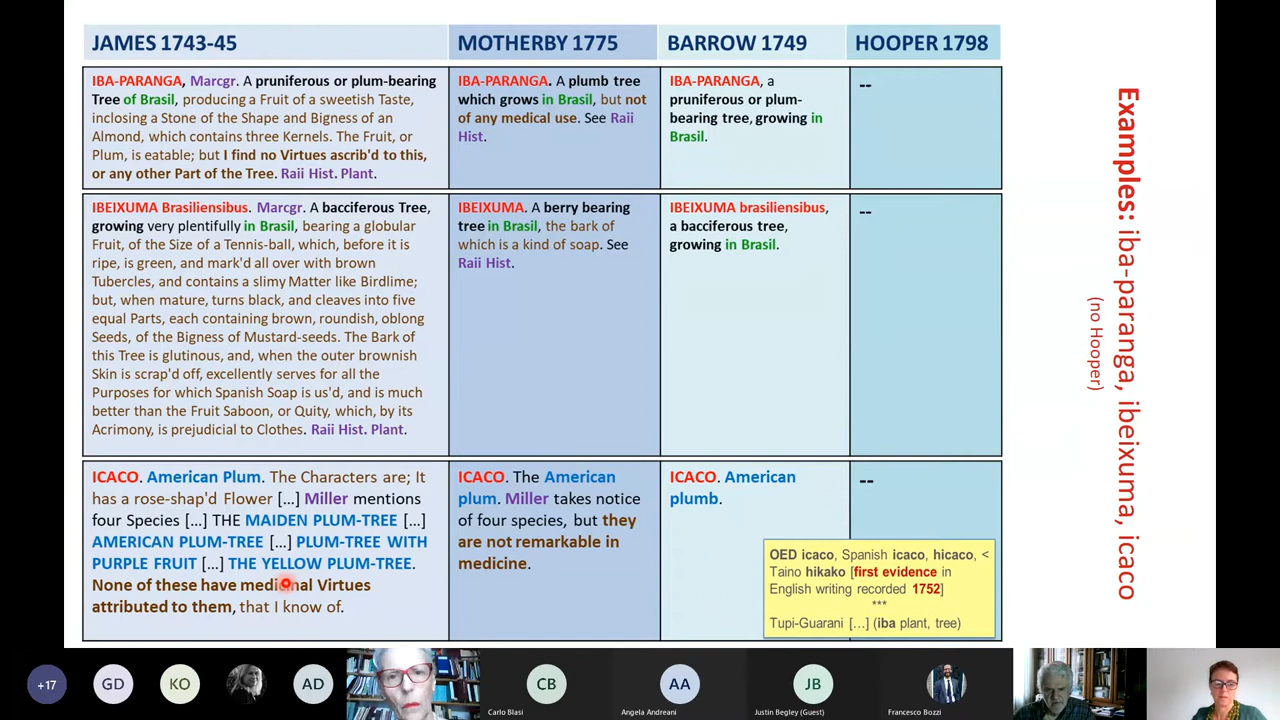 JAMES 1743-45
MOTHERBY 1775
BARROW 1749
HOOPER 1798
IBA-PARANGA, Marcgr. A pruniferous or plum-bearing
Tree of Brasil, producing a Fruit of a sweetish Taste,
inclosing a Stone of the Shape and Bigness of an
Almond, which contains three Kernels. The Fruit, or
Plum, is eatable; but I find no Virtues ascrib'd to this,
or any other Part of the Tree. Raii Hist. Plant.
IBA-PARANGA. A plumb tree
which grows in Brasil, but not
of any medical use. See Raii
Hist.
IBA-PARANGA, a
pruniferous or plum-
bearing tree, growing in
Brasil.
--
IBEIXUMA Brasiliensibus. Marcgr. A bacciferous Tree,
growing very plentifully in Brasil, bearing a globular
Fruit, of the Size of a Tennis-ball, which, before it is
ripe, is green, and mark'd all over with brown
Tubercles, and contains a slimy Matter like Birdlime;
but, when mature, turns black, and cleaves into five
equal Parts, each containing brown, roundish, oblong
Seeds, of the Bigness of Mustard-seeds. The Bark of
this Tree is glutinous, and, when the outer brownish
Skin is scrap'd off, excellently serves for all the
Purposes for which Spanish Soap is us'd, and is much
better than the Fruit Saboon, or Quity, which, by its
Acrimony, is prejudicial to Clothes. Raii Hist. Plant.
IBEIXUMA. A berry bearing
tree in Brasil, the bark of
which is a kind of soap. See
Raii Hist.
IBEIXUMA brasiliensibus,
a bacciferous tree,
growing in Brasil.
--
ICACO. American Plum. The Characters are; It
has a rose-shap'd Flower [...] Miller mentions
four Species [...] THE MAIDEN PLUM-TREE [...]
AMERICAN PLUM-TREE [...] PLUM-TREE WITH
PURPLE FRUIT [...] THE YELLOW PLUM-TREE.
None of these have medicinal Virtues
attributed to them, that I know of.
ICACO. The American
plum. Miller takes notice
of four species, but they
are not remarkable in
medicine.
ICACO. American
plumb.
--
OED icaco, Spanish icaco, hicaco, <
Taino hikako [first evidence in
English writing recorded 1752]
***
Tupi-Guarani [...] (iba plant, tree)
Examples: iba-paranga, ibeixuma, icaco
(no Hooper)
+17
GD
KO
AD
CB
Carlo Blasi
AA
Angela Andreani
JB
Justin Begley (Guest)
Francesco Bozzi